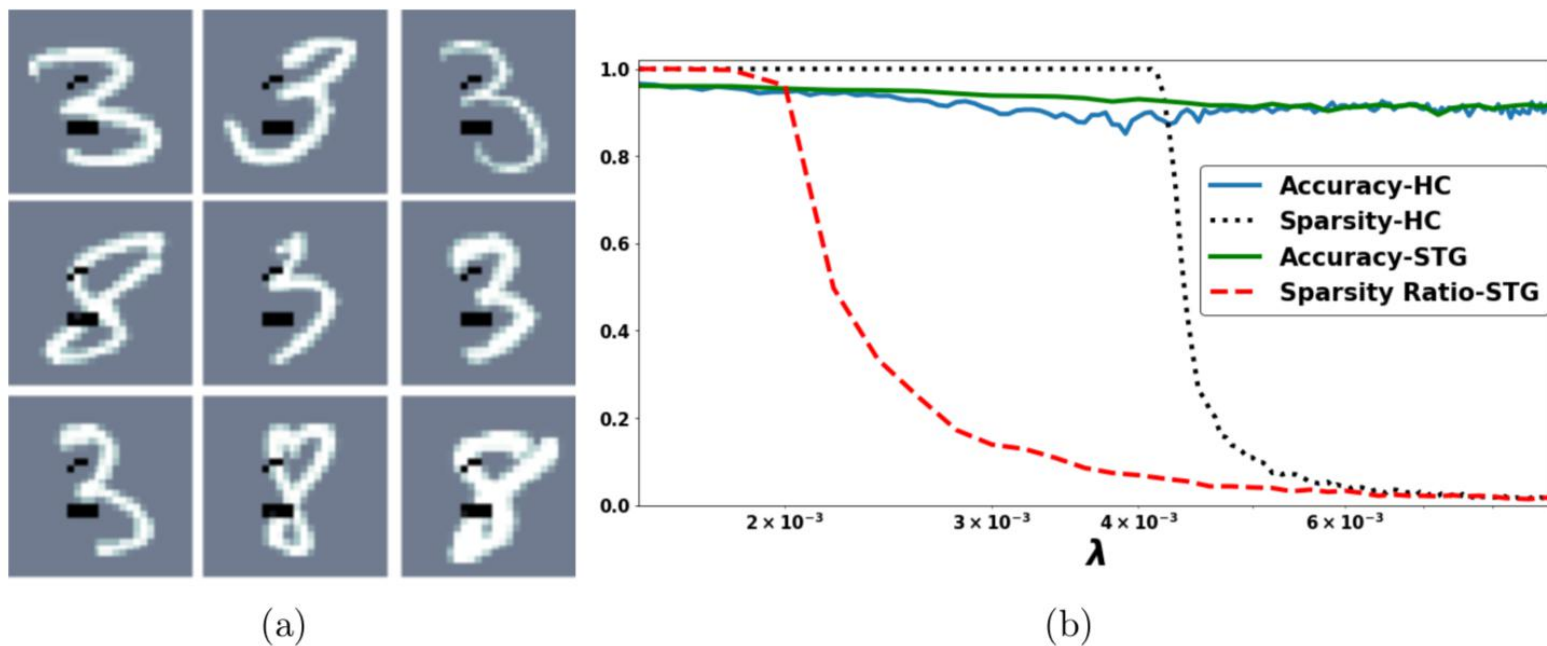 1.0
0.8
0.6
0.4
0.2
0.0
Accuracy-HC
Sparsity-HC
Accuracy-STG
Sparsity Ratio-STG
2 × 10⁻³
3 × 10⁻³
4 × 10⁻³
6 × 10⁻³
λ
(a)
(b)